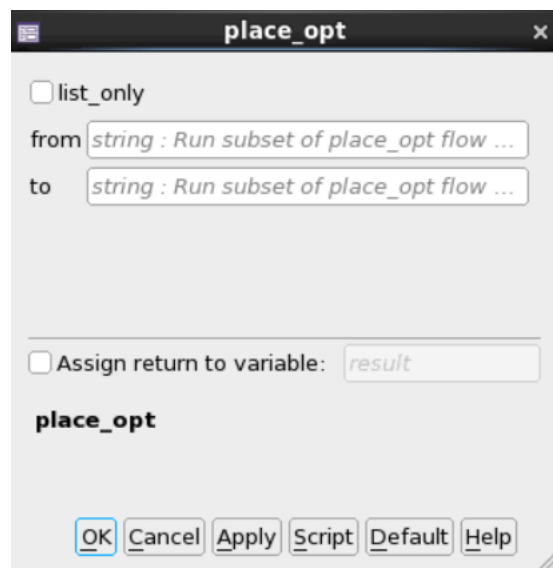 place_opt
list_only
from string : Run subset of place_opt flow ...
to string : Run subset of place_opt flow ...
Assign return to variable: result
place_opt
OK Cancel Apply Script Default Help